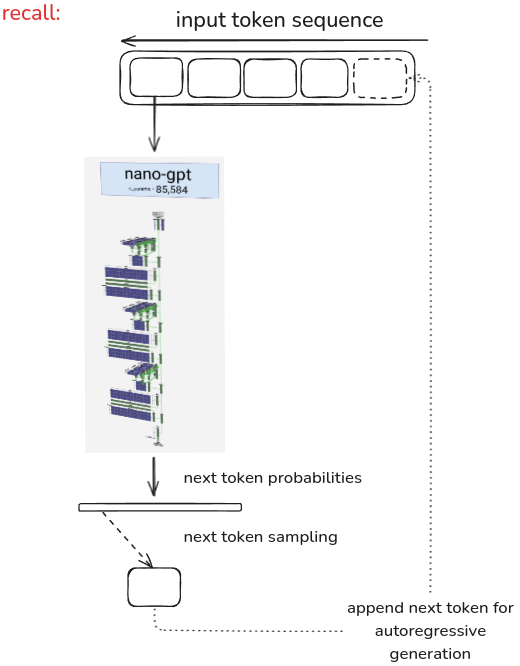 recall:
input token sequence
nano-gpt
n_params = 85,584
next token probabilities
next token sampling
append next token for
autoregressive
generation